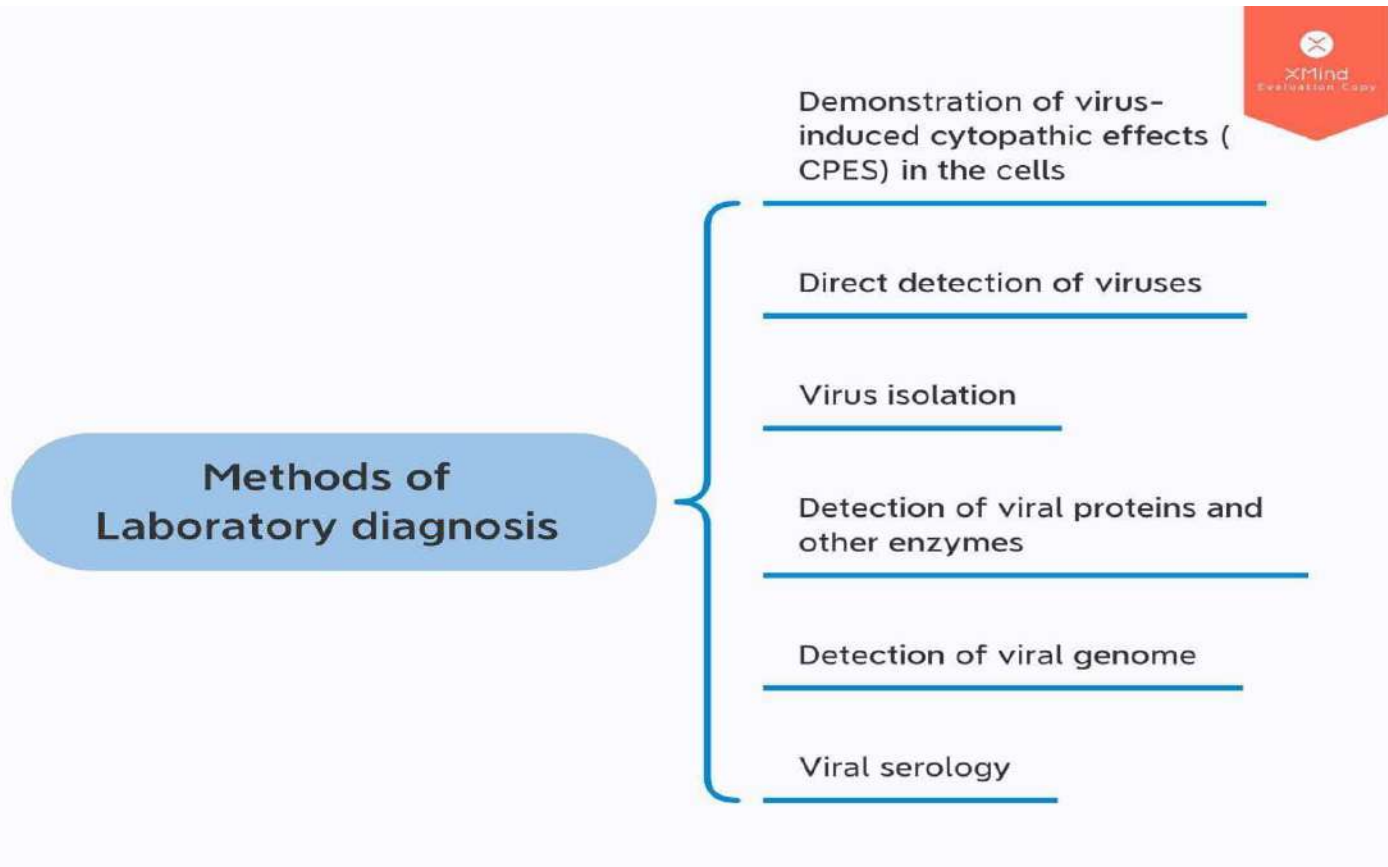 XMind
Evaluation Copy
Demonstration of virus-
induced cytopathic effects (
CPES) in the cells
Direct detection of viruses
Virus isolation
Methods of
Laboratory diagnosis
Detection of viral proteins and
other enzymes
Detection of viral genome
Viral serology